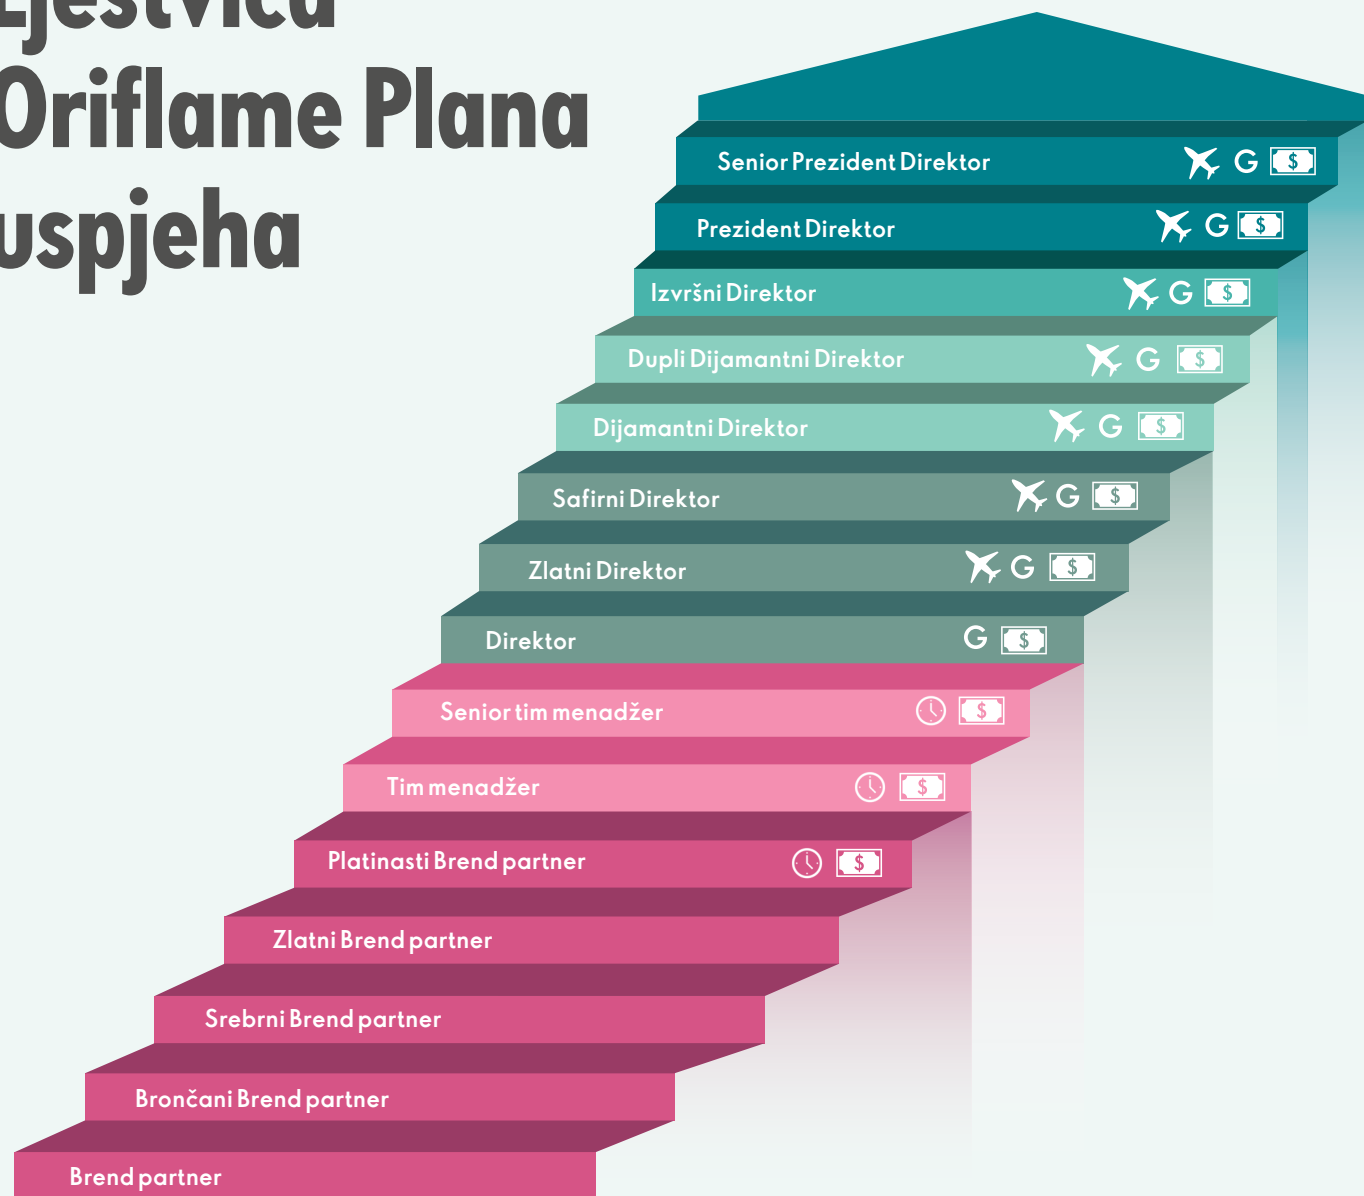 Ljestvica
Oriflame Plana
uspjeha
Senior Prezident Direktor G $
Prezident Direktor G $
Izvršni Direktor G $
Dupli Dijamantni Direktor G $
Dijamantni Direktor G $
Safirni Direktor G $
Zlatni Direktor G $
Direktor G $
Senior tim menadžer $
Tim menadžer $
Platinasti Brend partner $
Zlatni Brend partner
Srebrni Brend partner
Brončani Brend partner
Brend partner